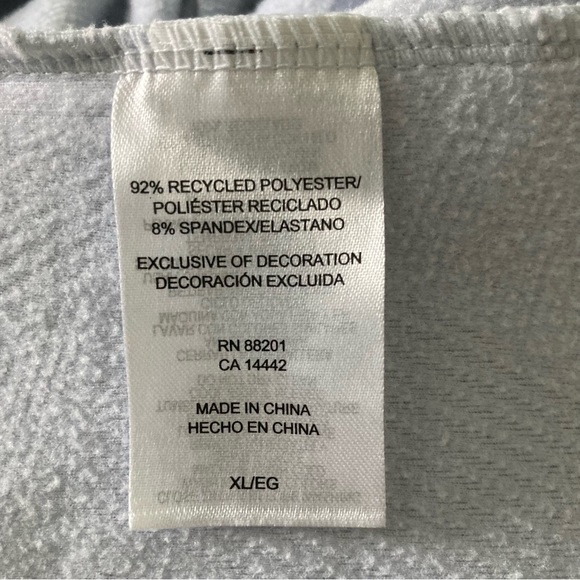 92% RECYCLED POLYESTER/
POLIÉSTER RECICLADO
8% SPANDEX/ELASTANO
EXCLUSIVE OF DECORATION
DECORACIÓN EXCLUIDA
RN 88201
CA 14442
MADE IN CHINA
HECHO EN CHINA
XL/EG